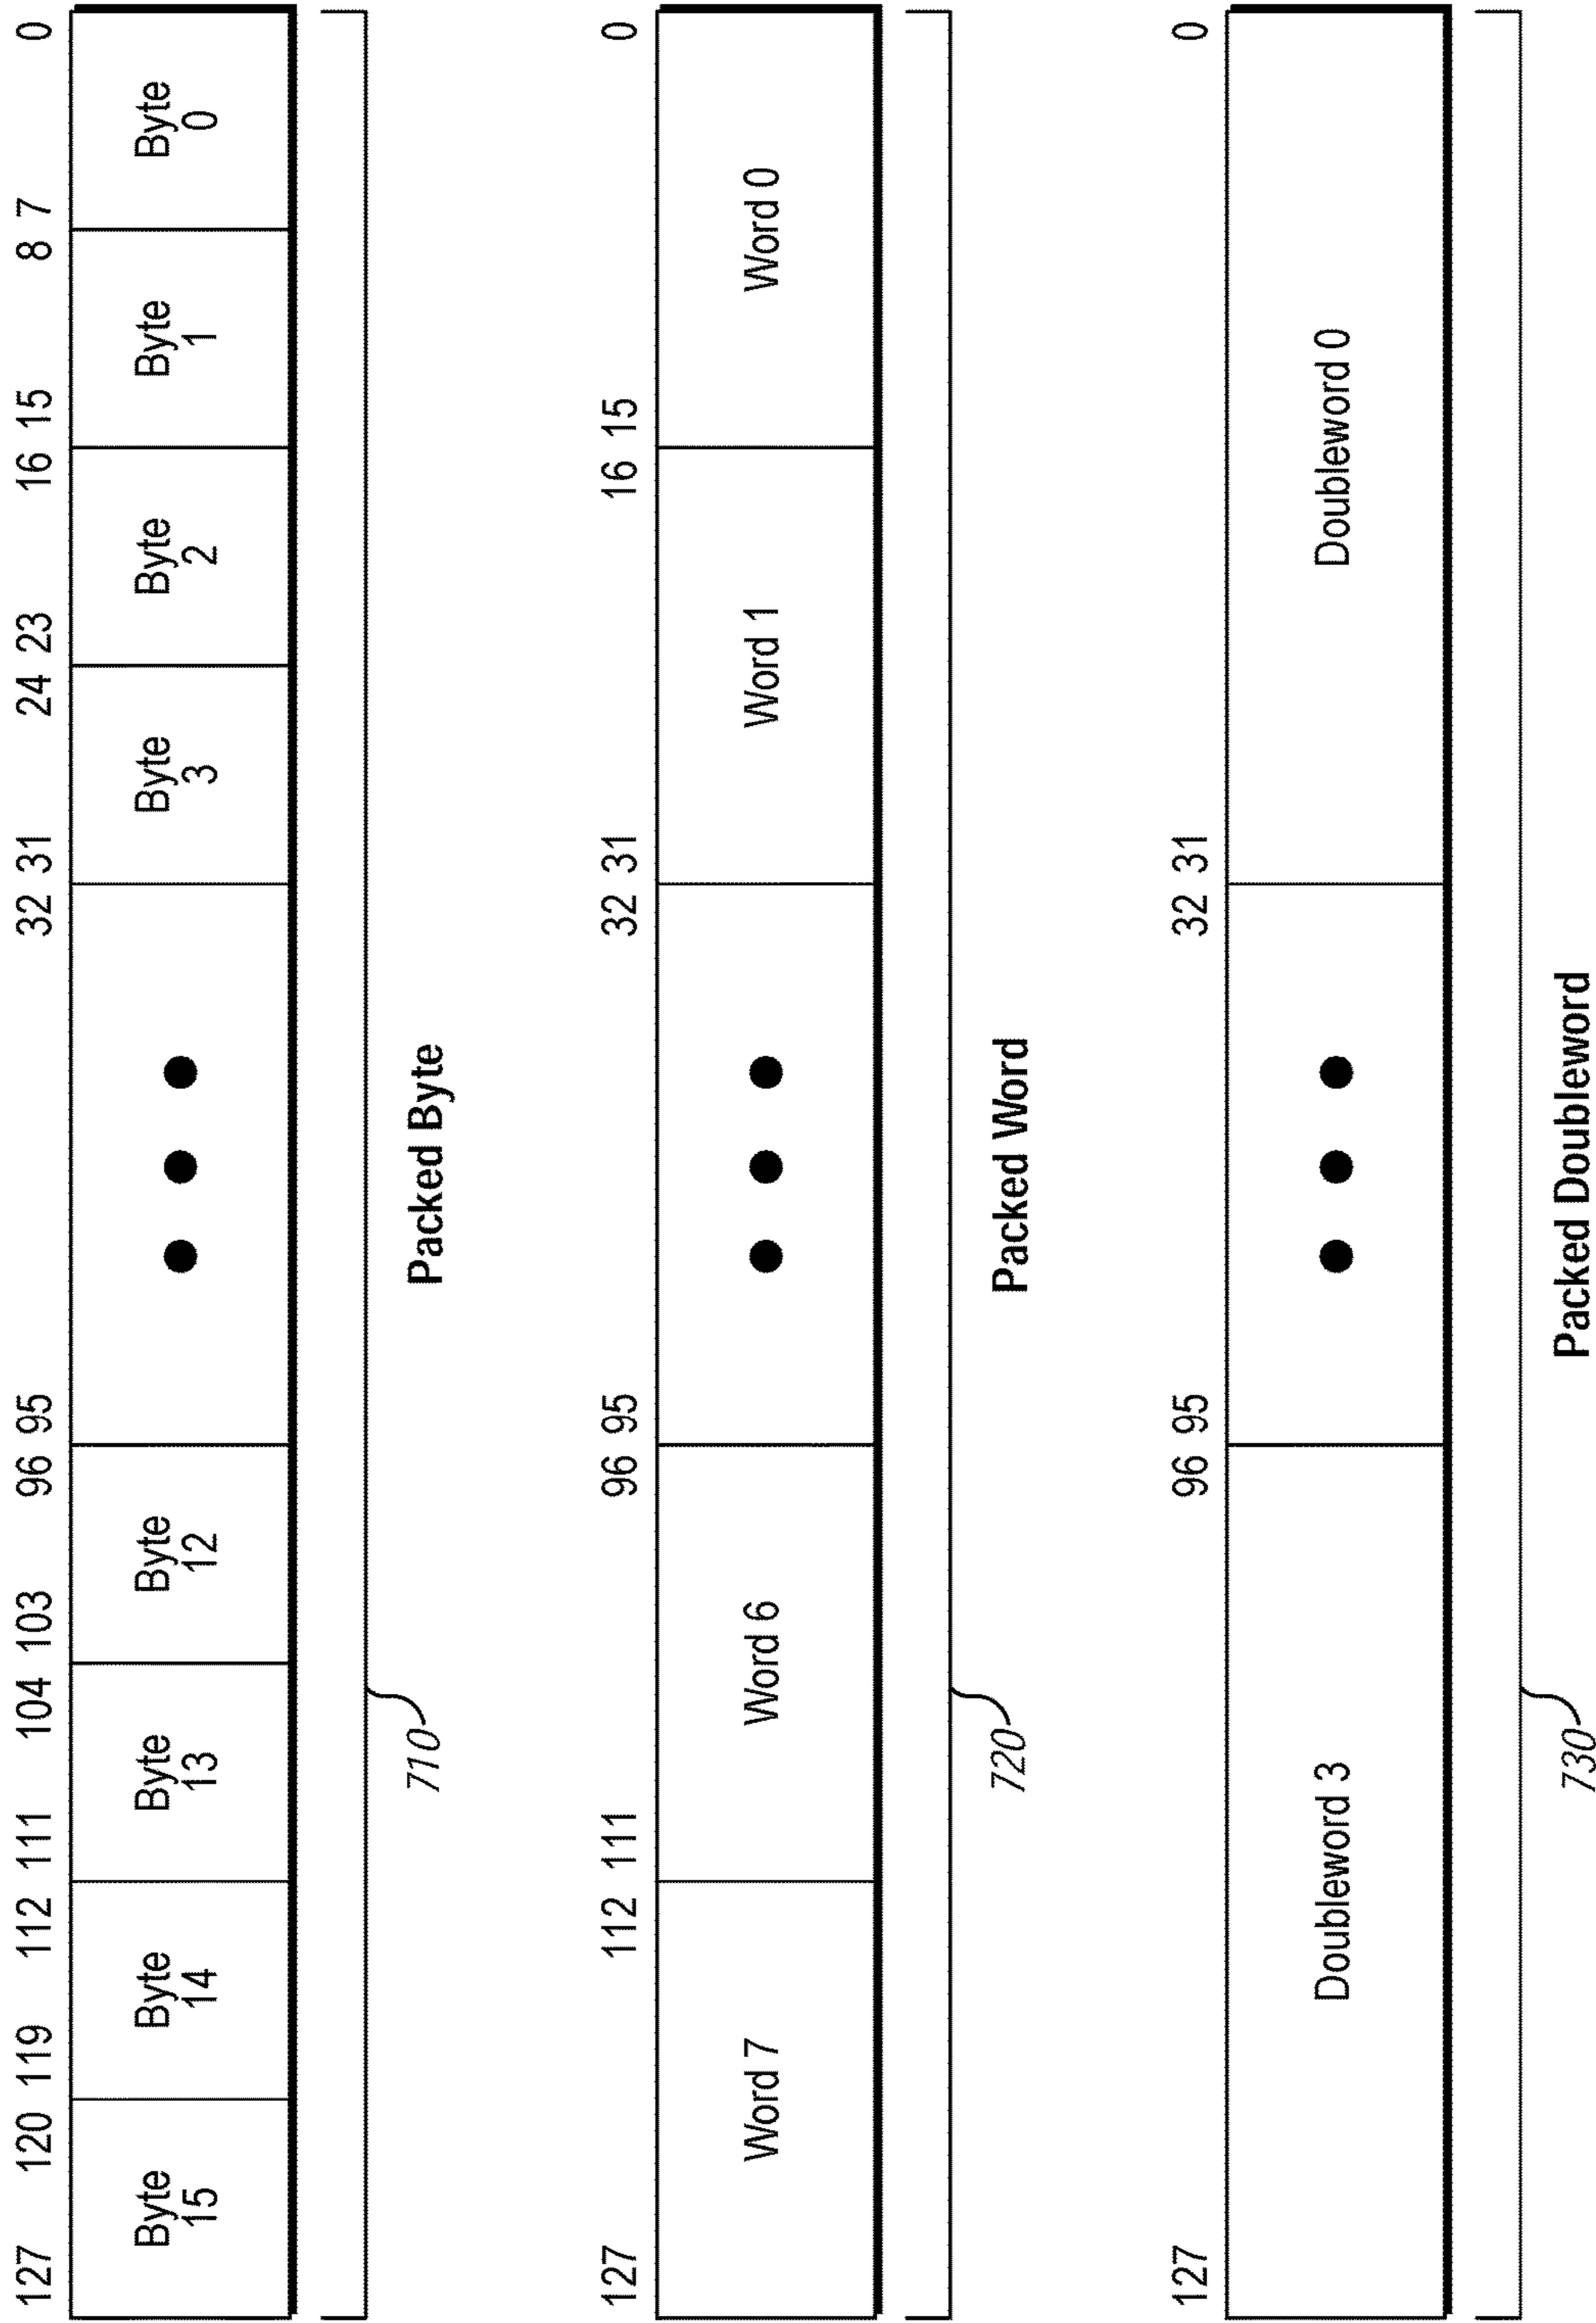 127 120 119 112 111 104 103 96 95 32 31 24 23 16 15 8 7 0
Byte Byte Byte Byte Byte Byte Byte Byte
15 14 13 12 3 2 1 0
710
Packed Byte
127 112 111 96 95 32 31 16 15 0
Word 7 Word 6 Word 1 Word 0
720
Packed Word
127 96 95 32 31 0
Doubleword 3 Doubleword 0
730
Packed Doubleword